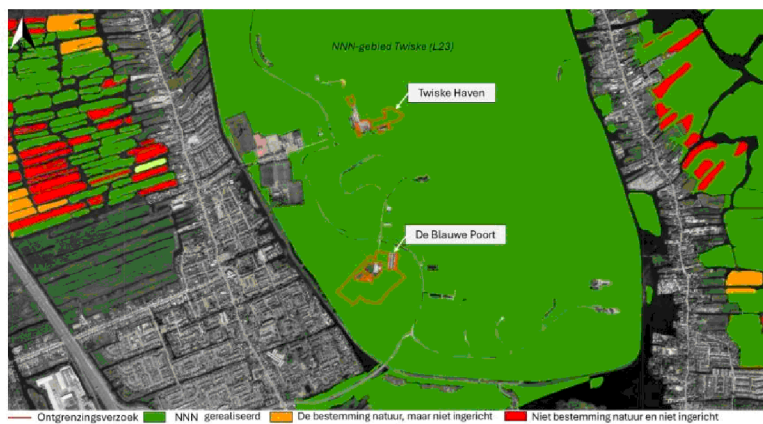 NNN-gebied Twiske (L23)
Twiske Haven
De Blauwe Poort
Ontgrenzingsverzoek
NNN gerealiseerd
De bestemming natuur, maar niet ingericht
Niet bestemming natuur en niet ingericht